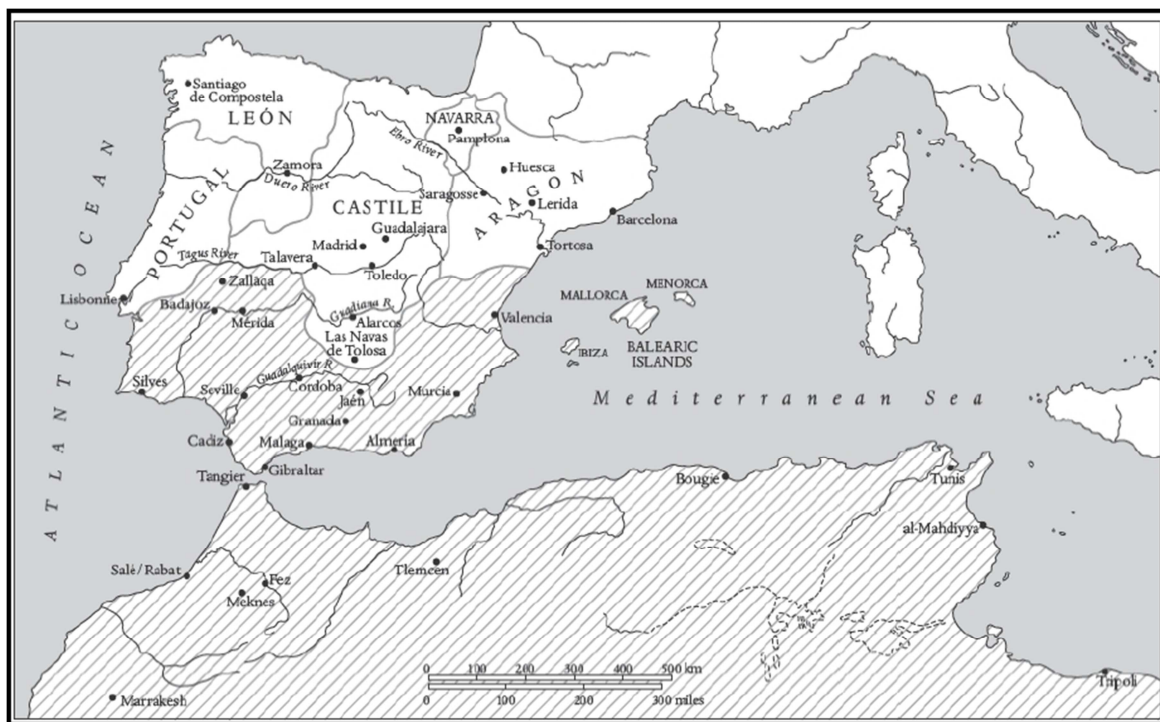 Santiago
de Compostela
LEÓN
NAVARRA
Pamplona
Ebro River
Huesca
Zamora
Duero River
Saragosse
ARAGON
Lerida
PORTUGAL
CASTILE
Guadalajara
Barcelona
Madrid
Tortosa
Tagus River
Talavera
Toledo
Zallāqa
Lisbonne
Badajoz
Mérida
Guadiana R.
Alarcos
Valencia
MALLORCA
MENORCA
Las Navas
de Tolosa
IBIZA
BALEARIC
ISLANDS
ATLANTIC OCEAN
Silves
Seville
Guadalquivir R
Córdoba
Jaén
Murcia
Mediterranean Sea
Granada
Cadiz
Malaga
Almería
Gibraltar
Tangier
Bougie
Tunis
al-Mahdiyya
Salé/Rabat
Fez
Meknes
Tlemcen
Marrakesh
Tripoli
0 100 200 300 400 500 km
0 100 200 300 miles